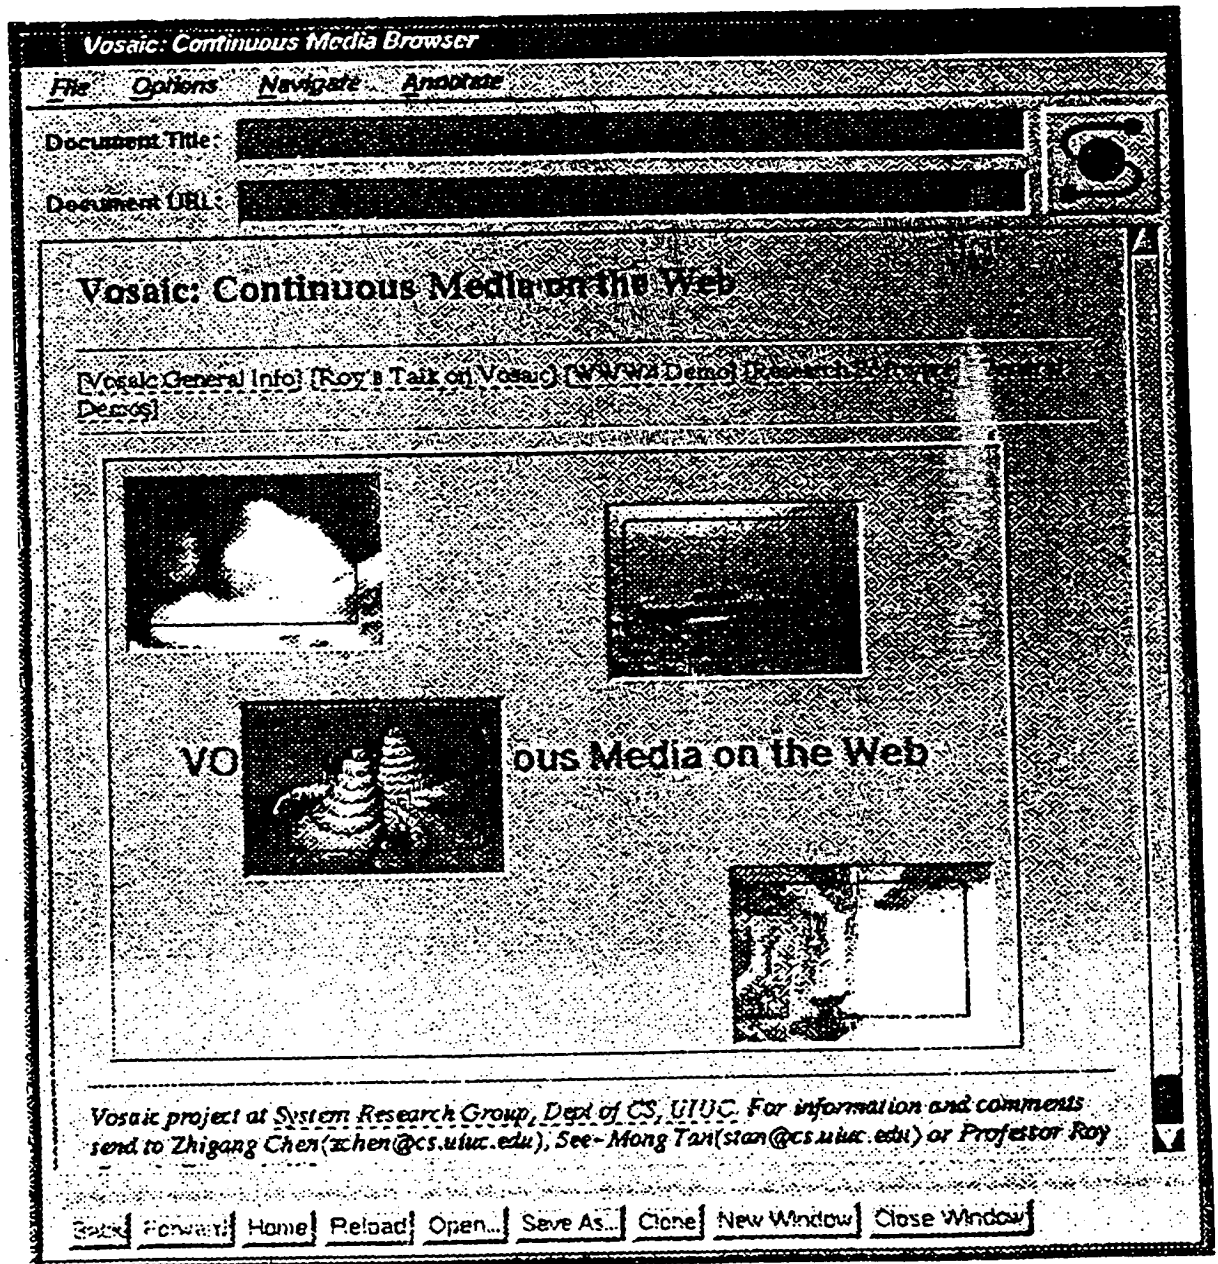 Vosaic: Continuous Media Browser
File Options Navigate Annotate
Document Title:
Document URL:
Vosaic: Continuous Media on the Web
[Vosaic General Info] [Roy's Talk on Vosaic] [WWW4 Demo] [Research Software
Demos]
VO ous Media on the Web
Vosaic project at System Research Group, Dept of CS, UIUC. For information and comments
send to Zhigang Chen(zchen@cs.uiuc.edu), See-Mong Tan(stan@cs.uiuc.edu) or Professor Roy
Back Forward Home Reload Open... Save As... Clone New Window Close Window